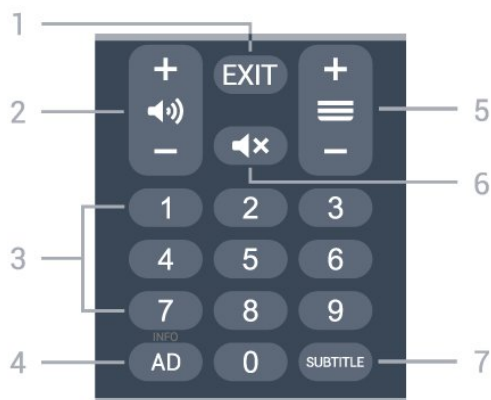 1
+ EXIT +
2 5
- -
6
1 2 3
3 4 5 6
7 8 9
INFO
4 AD 0 SUBTITLE 7